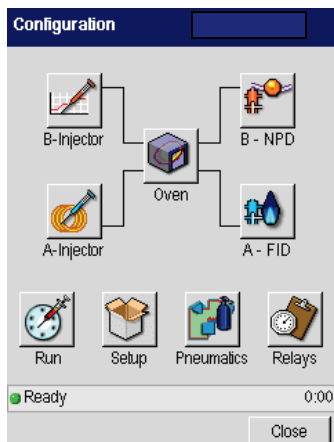 Configuration
B-Injector
B - NPD
Oven
A-Injector
A - FID
Run Setup Pneumatics Relays
Ready 0:00
Close